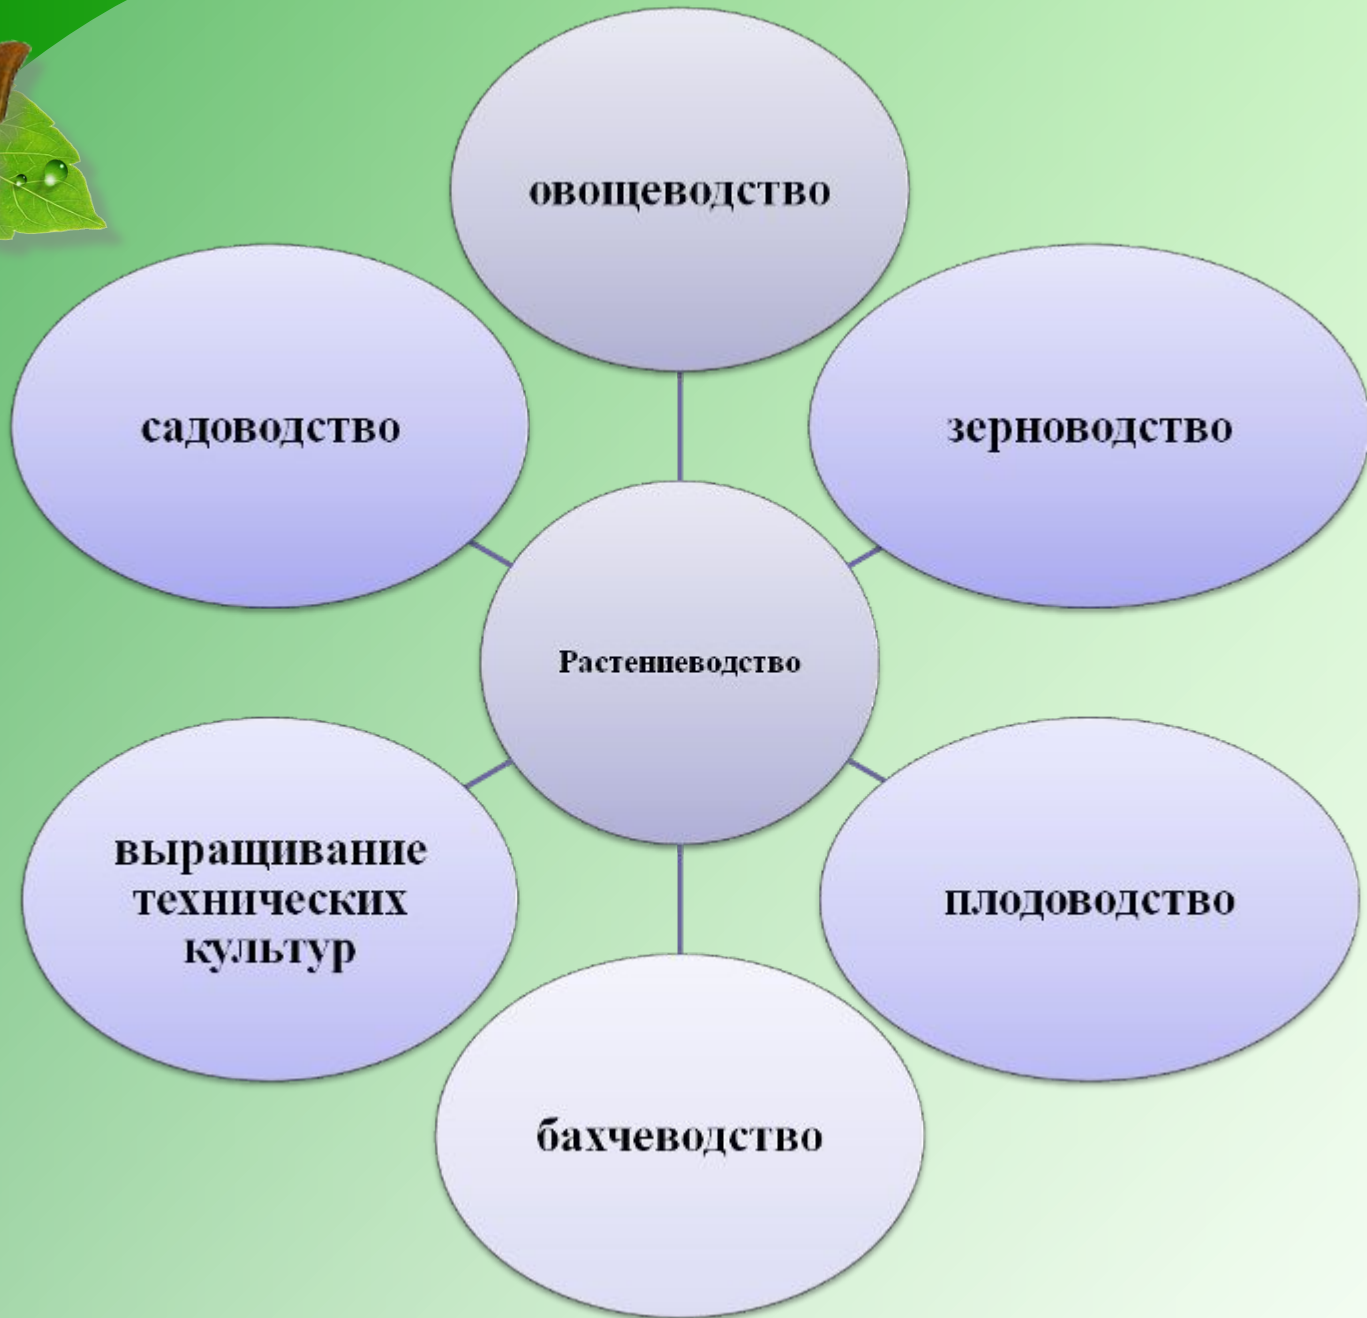 овощеводство
садоводство
зерноводство
Растениеводство
выращивание
технических
культур
плодоводство
бахчеводство